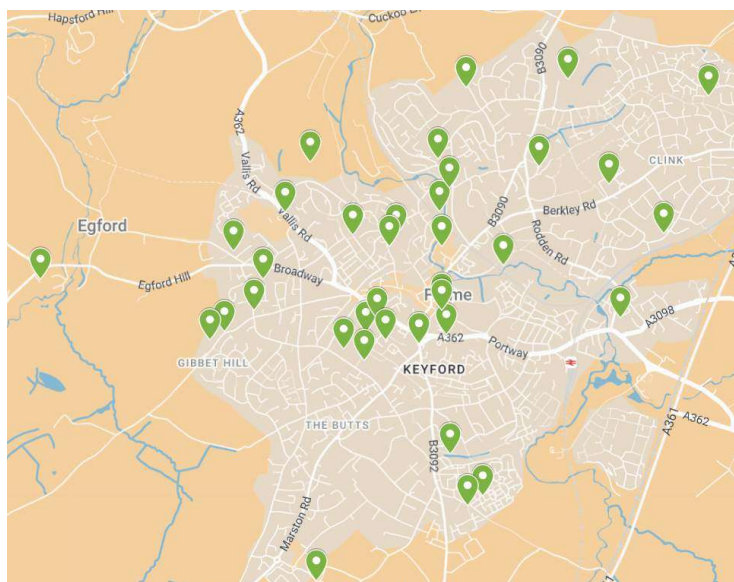 Hapsford Hill
Cuckoo
B3090
A362
Vallis Rd
CLINK
Egford
Vallis Rd
B3090
Berkley Rd
Rodden Rd
Egford Hill
Broadway
A3098
A362
Portway
GIBBET HILL
KEYFORD
THE BUTTS
A361
A362
B3092
Marston Rd